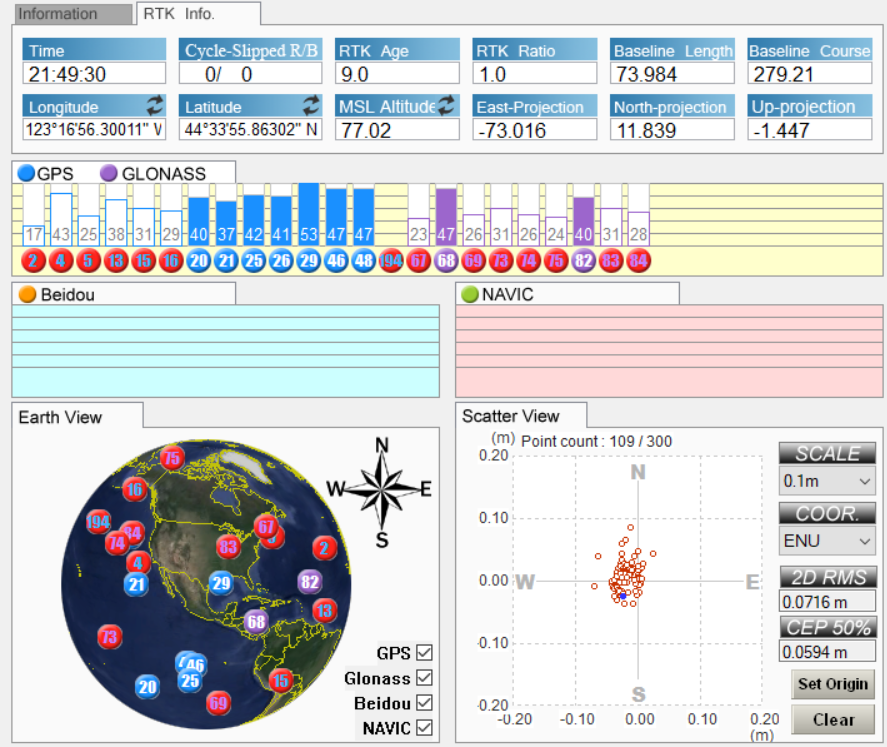 Information RTK Info.
Time Cycle-Slipped R/B RTK Age RTK Ratio Baseline Length Baseline Course
21:49:30 0/ 0 9.0 1.0 73.984 279.21
Longitude Latitude MSL Altitude East-Projection North-projection Up-projection
123°16'56.30011" 44°33'55.86302" N 77.02 -73.016 11.839 -1.447
GPS GLONASS
17 43 25 38 31 29 40 37 42 41 53 47 47 23 47 26 31 26 24 40 31 28
2 4 5 13 15 16 20 21 25 26 29 46 48 194 67 68 69 73 74 75 82 83 84
Beidou NAVIC
Earth View Scatter View
(m) Point count : 109 / 300
N
W E
S
75
16
194
84
74
67
83
2
4
21
29
82
68
13
73
46
25
20
15
69
GPS
Glonass
Beidou
NAVIC
0.20
0.10
0.00
-0.10
-0.20
N
W E
S
-0.20 -0.10 0.00 0.10 0.20
(m)
SCALE
0.1m
COOR.
ENU
2D RMS
0.0716 m
CEP 50%
0.0594 m
Set Origin
Clear